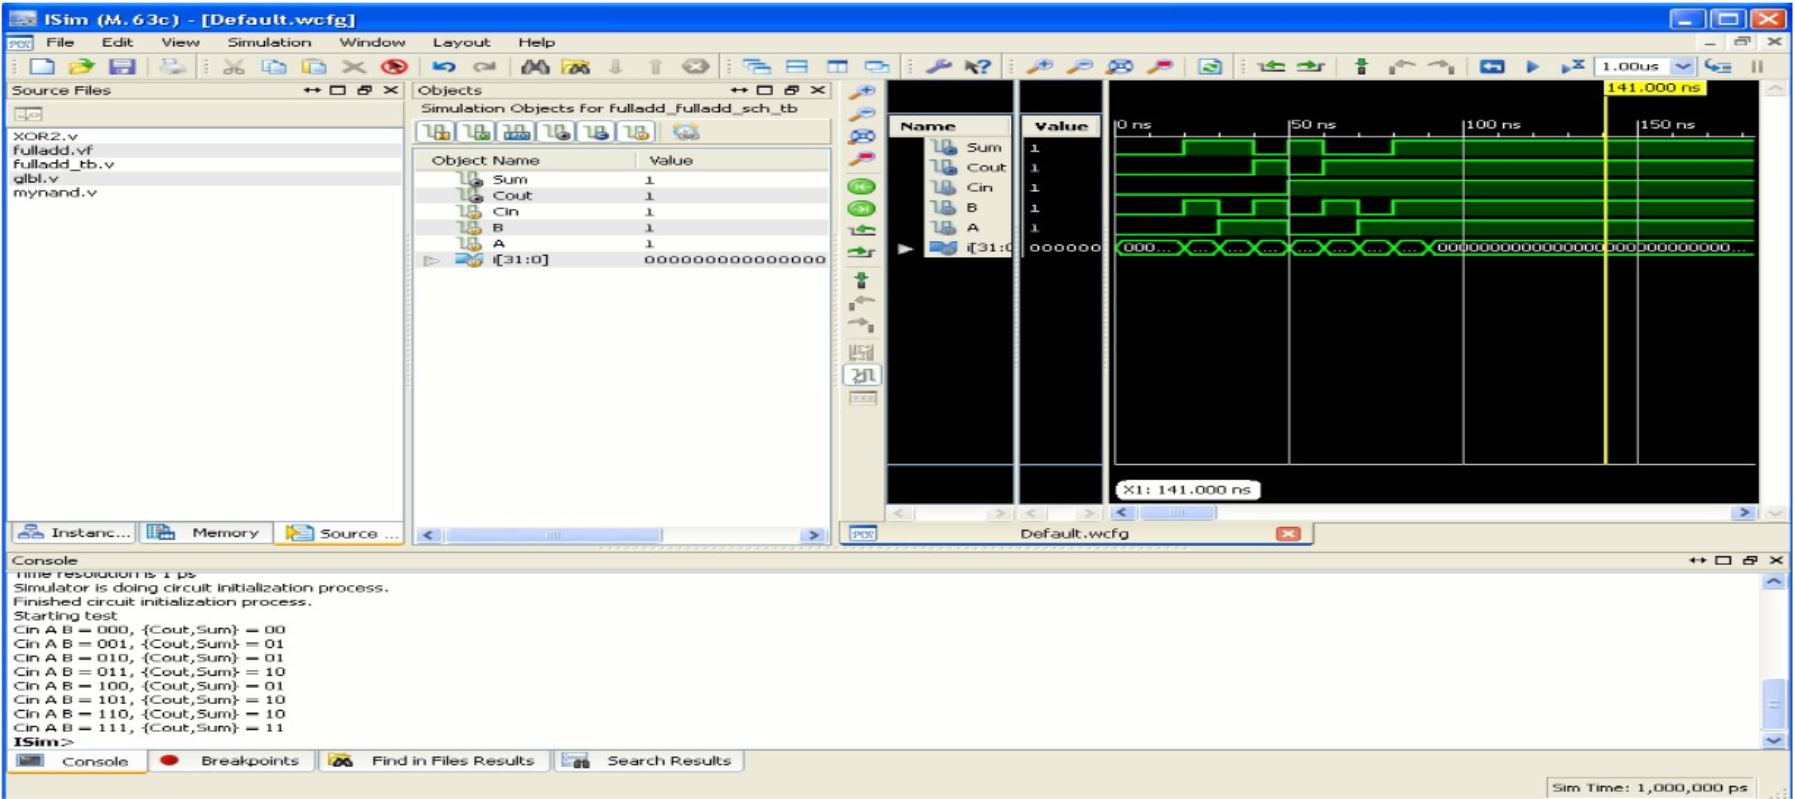 ISim (M.63c) - [Default.wcfg]
File Edit View Simulation Window Layout Help
1.00us
Source Files
XOR2.v
fulladd.vf
fulladd_tb.v
glbl.v
mynand.v
Instanc... Memory Source ...
Objects
Simulation Objects for fulladd_fulladd_sch_tb
Object Name Value
Sum 1
Cout 1
Cin 1
B 1
A 1
i[31:0] 000000000000000
141.000 ns
Name Value 0 ns 50 ns 100 ns 150 ns
Sum 1
Cout 1
Cin 1
B 1
A 1
i[31:0 000000 000... ... ... ... ... ... ... ... 00000000000000000000000000000...
X1: 141.000 ns
Default.wcfg
Console
Time resolution is 1 ps
Simulator is doing circuit initialization process.
Finished circuit initialization process.
Starting test
Cin A B = 000, {Cout,Sum} = 00
Cin A B = 001, {Cout,Sum} = 01
Cin A B = 010, {Cout,Sum} = 01
Cin A B = 011, {Cout,Sum} = 10
Cin A B = 100, {Cout,Sum} = 01
Cin A B = 101, {Cout,Sum} = 10
Cin A B = 110, {Cout,Sum} = 10
Cin A B = 111, {Cout,Sum} = 11
ISim>
Console Breakpoints Find in Files Results Search Results
Sim Time: 1,000,000 ps